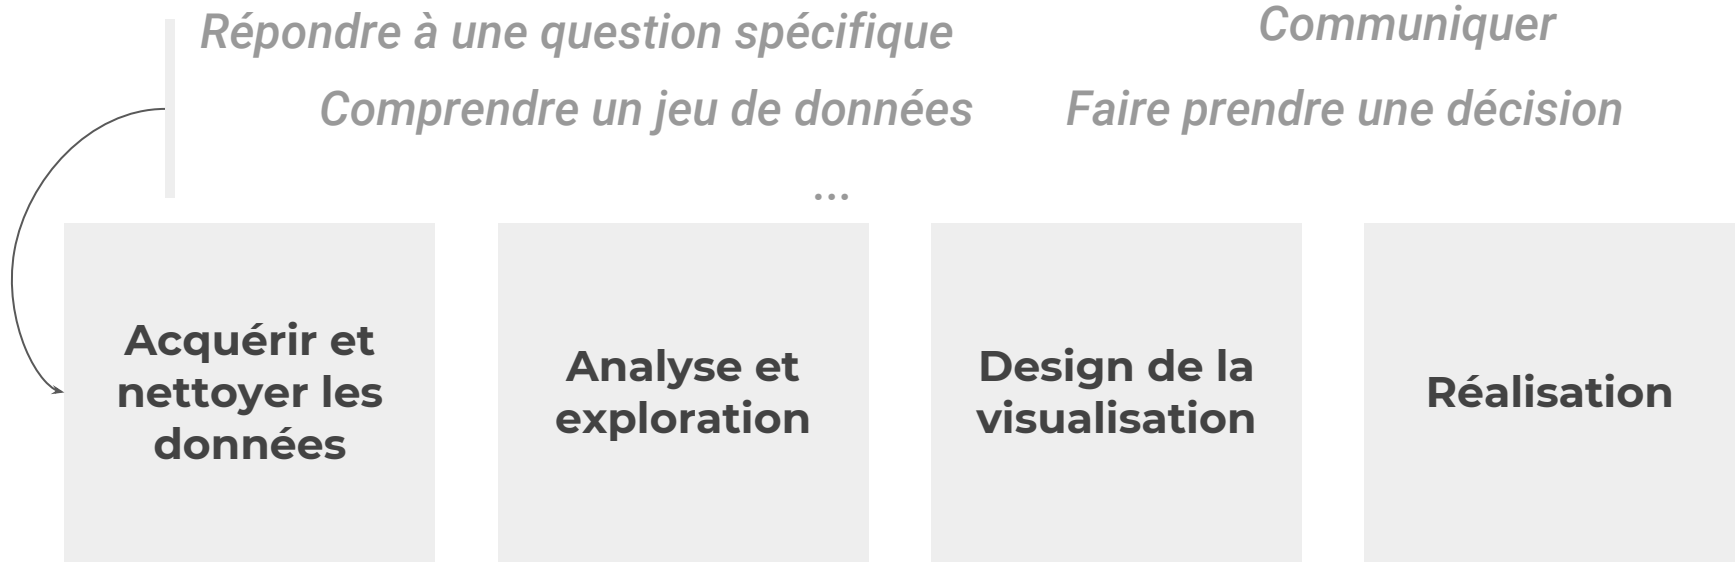 Répondre à une question spécifique
Communiquer
Comprendre un jeu de données
Faire prendre une décision
...
Acquérir et
nettoyer les
données
Analyse et
exploration
Design de la
visualisation
Réalisation